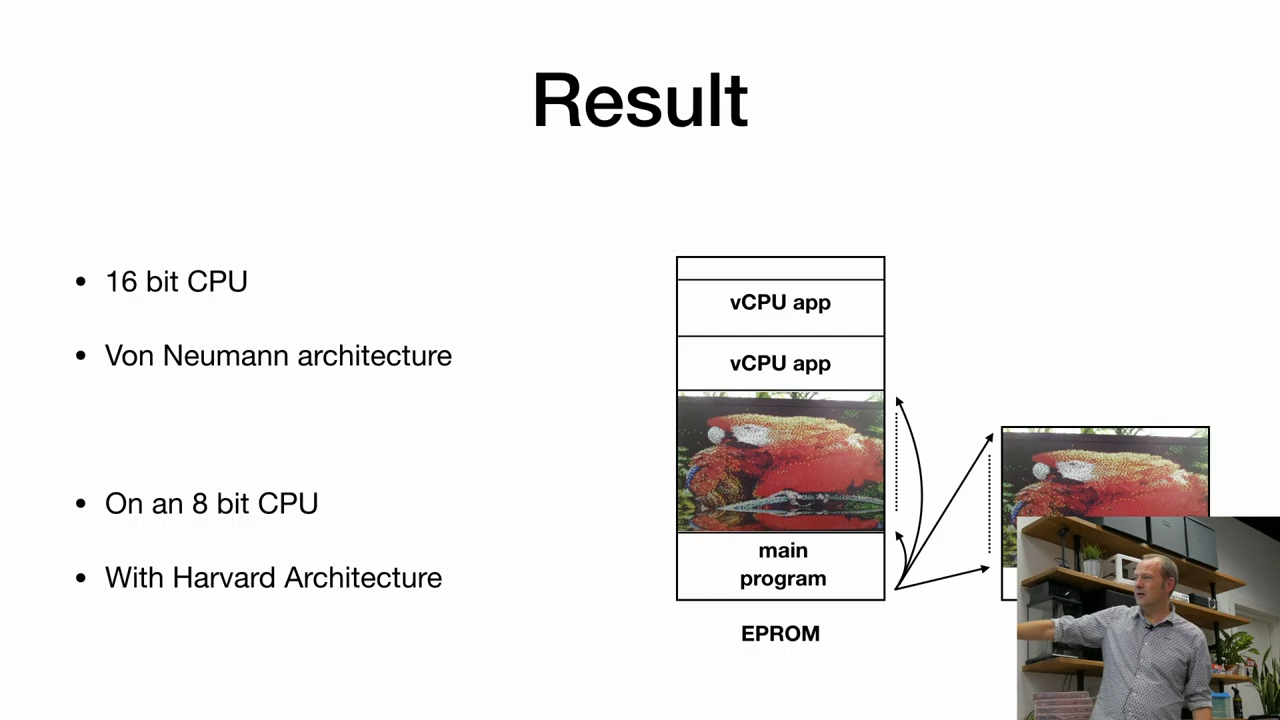 Result
• 16 bit CPU
• Von Neumann architecture
• On an 8 bit CPU
• With Harvard Architecture
vCPU app
vCPU app
main
program
EPROM